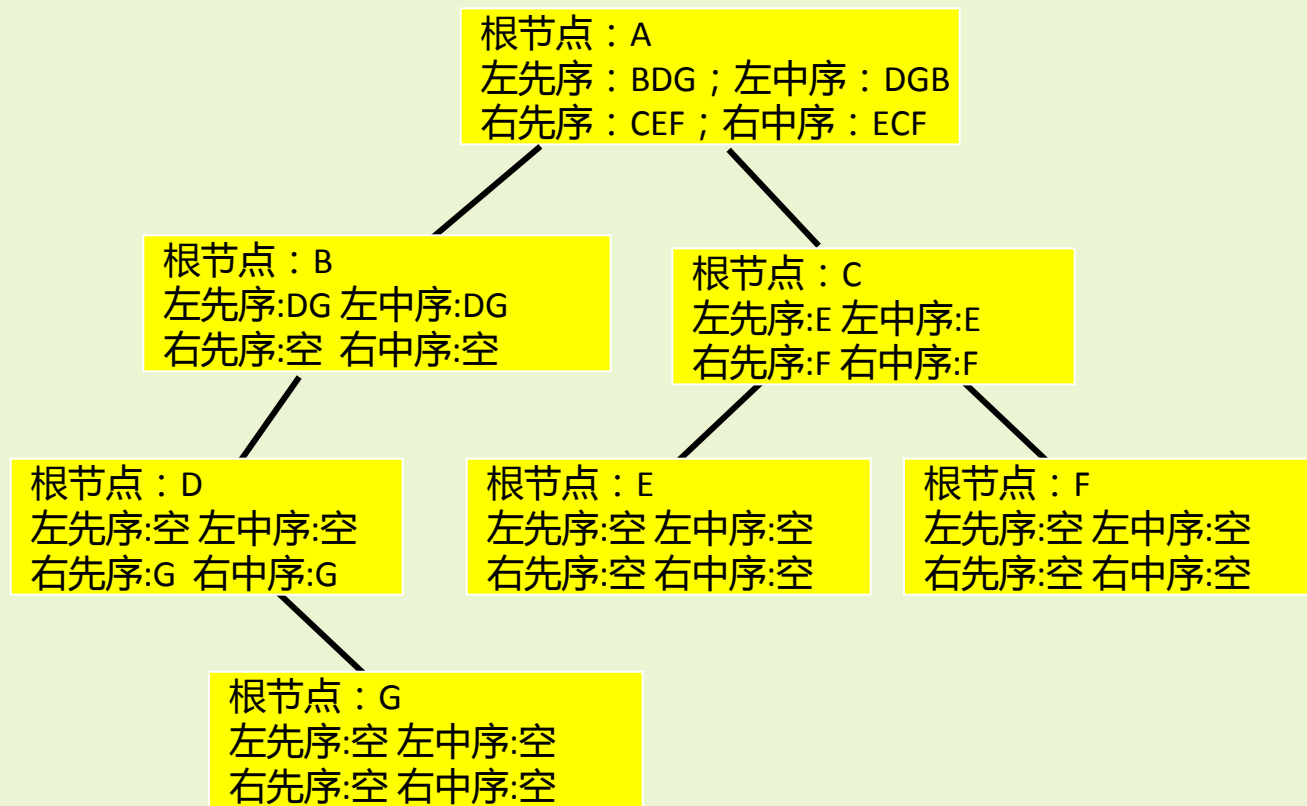 根节点：A
左先序：BDG；左中序：DGB
右先序：CEF；右中序：ECF
根节点：B
左先序:DG 左中序:DG
右先序:空 右中序:空
根节点：C
左先序:E 左中序:E
右先序:F 右中序:F
根节点：D
左先序:空 左中序:空
右先序:G 右中序:G
根节点：E
左先序:空 左中序:空
右先序:空 右中序:空
根节点：F
左先序:空 左中序:空
右先序:空 右中序:空
根节点：G
左先序:空 左中序:空
右先序:空 右中序:空